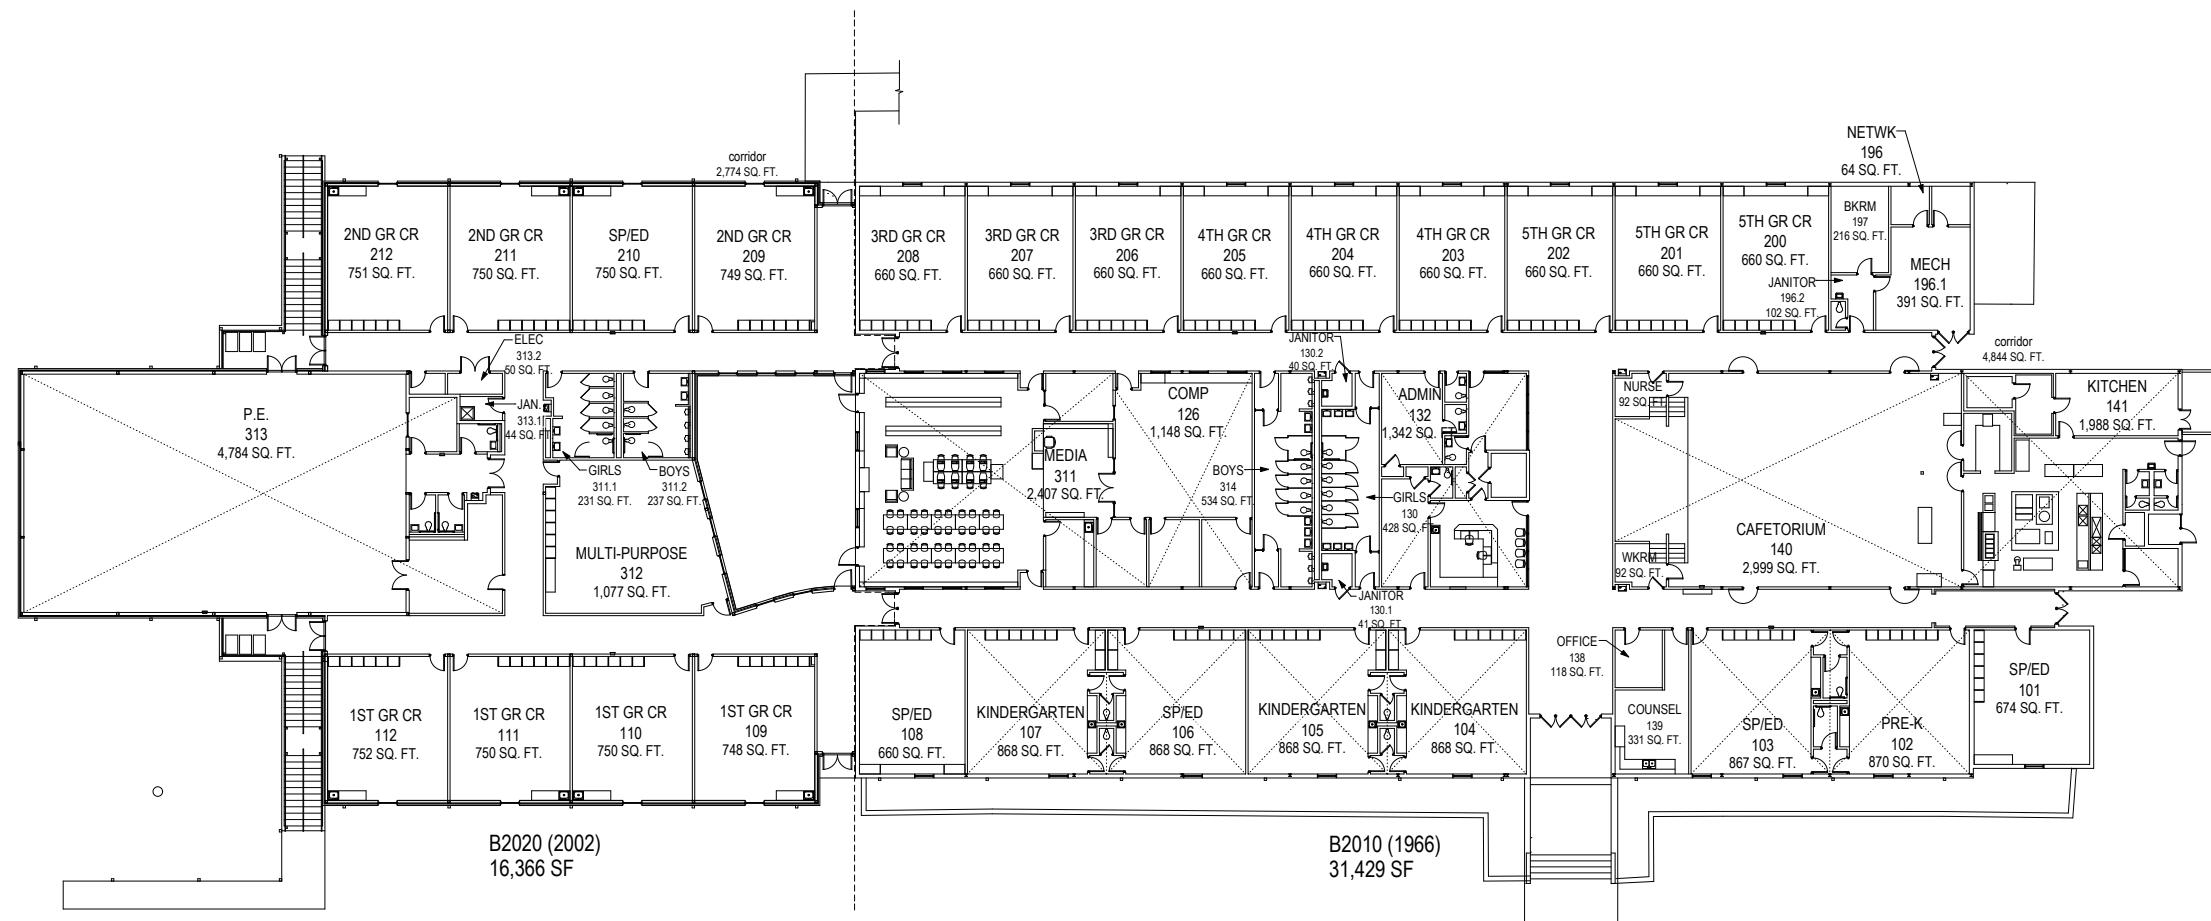 NETWK
196
64 SQ. FT.
corridor
2,774 SQ. FT.
2ND GR CR
212
751 SQ. FT.
2ND GR CR
211
750 SQ. FT.
SP/ED
210
750 SQ. FT.
2ND GR CR
209
749 SQ. FT.
3RD GR CR
208
660 SQ. FT.
3RD GR CR
207
660 SQ. FT.
3RD GR CR
206
660 SQ. FT.
4TH GR CR
205
660 SQ. FT.
4TH GR CR
204
660 SQ. FT.
4TH GR CR
203
660 SQ. FT.
5TH GR CR
202
660 SQ. FT.
5TH GR CR
201
660 SQ. FT.
5TH GR CR
200
660 SQ. FT.
BKRM
197
216 SQ. FT.
MECH
196.1
391 SQ. FT.
JANITOR
196.2
102 SQ. FT.
ELEC
313.2
50 SQ. FT.
JANITOR
130.2
40 SQ. FT.
corridor
4,844 SQ. FT.
P.E.
313
4,784 SQ. FT.
JAN.
313.1
44 SQ. FT.
GIRLS
311.1
231 SQ. FT.
BOYS
311.2
237 SQ. FT.
MULTI-PURPOSE
312
1,077 SQ. FT.
MEDIA
311
2,407 SQ. FT.
COMP
126
1,148 SQ. FT.
BOYS
314
534 SQ. FT.
GIRLS
130
428 SQ. FT.
ADMIN
132
1,342 SQ. FT.
NURSE
92 SQ. FT.
WKRM
92 SQ. FT.
CAFETORIUM
140
2,999 SQ. FT.
KITCHEN
141
1,988 SQ. FT.
JANITOR
130.1
41 SQ. FT.
1ST GR CR
112
752 SQ. FT.
1ST GR CR
111
750 SQ. FT.
1ST GR CR
110
750 SQ. FT.
1ST GR CR
109
748 SQ. FT.
SP/ED
108
660 SQ. FT.
KINDERGARTEN
107
868 SQ. FT.
SP/ED
106
868 SQ. FT.
KINDERGARTEN
105
868 SQ. FT.
KINDERGARTEN
104
868 SQ. FT.
OFFICE
138
118 SQ. FT.
COUNSEL
139
331 SQ. FT.
SP/ED
103
867 SQ. FT.
PRE-K
102
870 SQ. FT.
SP/ED
101
674 SQ. FT.
B2020 (2002)
16,366 SF
B2010 (1966)
31,429 SF